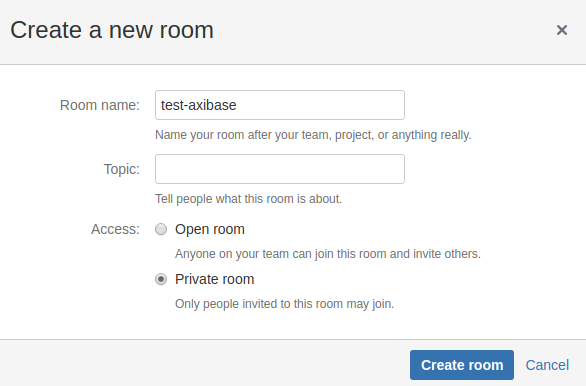 Create a new room ×
Room name: test-axibase
Name your room after your team, project, or anything really.
Topic:
Tell people what this room is about.
Access: Open room
Anyone on your team can join this room and invite others.
Private room
Only people invited to this room may join.
Create room Cancel